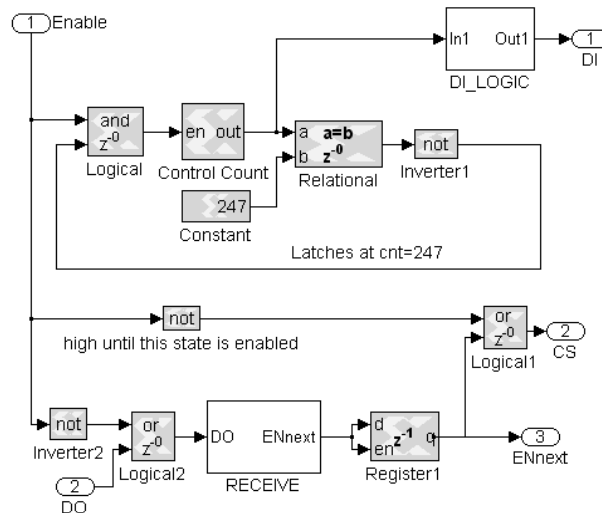 1 Enable
In1 Out1
1
DI
DI_LOGIC
and
z-0
Logical
en out
Control Count
a a=b
b z-0
Relational
not
Inverter1
247
Constant
Latches at cnt=247
not
high until this state is enabled
or
z-0
Logical1
2
CS
not
Inverter2
or
z-0
Logical2
DO ENnext
RECEIVE
d
z-1 q
en
Register1
3
ENnext
2
DO